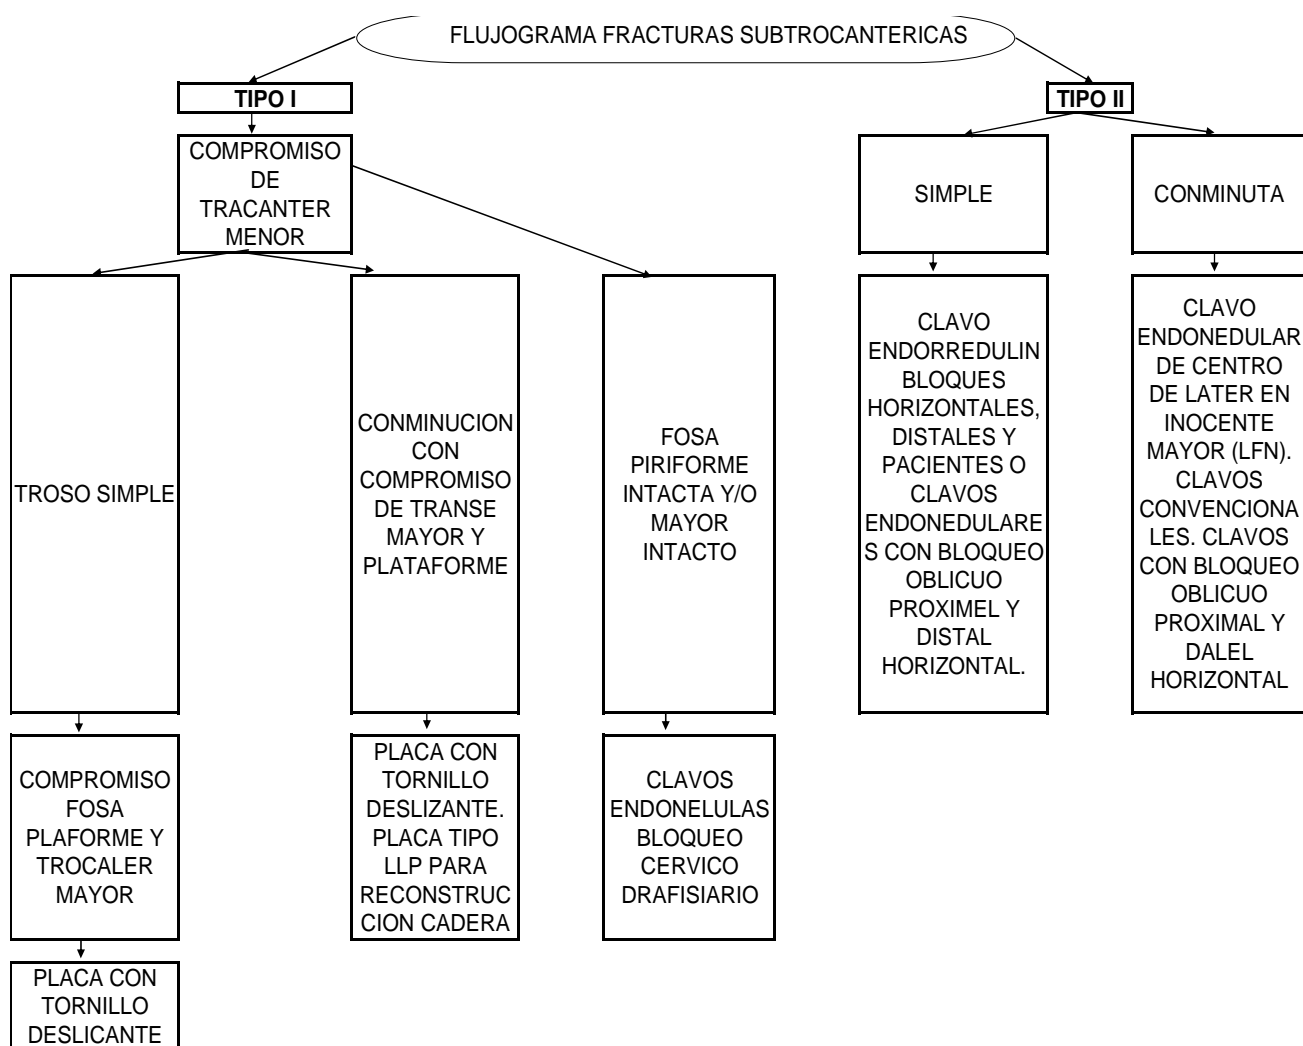 FLUJOGRAMA FRACTURAS SUBTROCANTERICAS
TIPO I
TIPO II
COMPROMISO
DE
TRACANTER
MENOR
SIMPLE
CONMINUTA
TROSO SIMPLE
CONMINUCION
CON
COMPROMISO
DE TRANSE
MAYOR Y
PLATAFORME
FOSA
PIRIFORME
INTACTA Y/O
MAYOR
INTACTO
CLAVO
ENDORREDULIN
BLOQUES
HORIZONTALES,
DISTALES Y
PACIENTES O
CLAVOS
ENDONEDULARE
S CON BLOQUEO
OBLICUO
PROXIMEL Y
DISTAL
HORIZONTAL.
CLAVO
ENDONEDULAR
DE CENTRO
DE LATER EN
INOCENTE
MAYOR (LFN).
CLAVOS
CONVENCIONA
LES. CLAVOS
CON BLOQUEO
OBLICUO
PROXIMAL Y
DALEL
HORIZONTAL
COMPROMISO
FOSA
PLAFORME Y
TROCALER
MAYOR
PLACA CON
TORNILLO
DESLIZANTE.
PLACA TIPO
LLP PARA
RECONSTRUC
CION CADERA
CLAVOS
ENDONELULAS
BLOQUEO
CERVICO
DRAFISIARIO
PLACA CON
TORNILLO
DESLICANTE